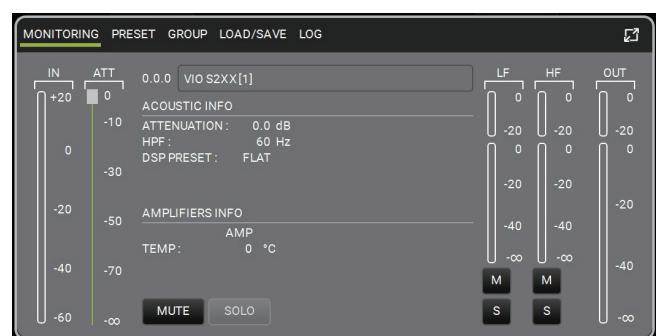 MONITORING PRESET GROUP LOAD/SAVE LOG
IN ATT LF HF OUT
0.0.0 VIO S2XX[1]
+20 0 0 0 0
ACOUSTIC INFO
-10 ATTENUATION: 0.0 dB -20 -20 -20
HPF: 60 Hz
0 DSP PRESET: FLAT 0 0 0
-30
-20 -20
-20 -50 AMPLIFIERS INFO -20
AMP -40 -40
TEMP: 0 °C
-∞ -∞
-40 -70 -40
M M
-60 -∞ MUTE SOLO S S -∞